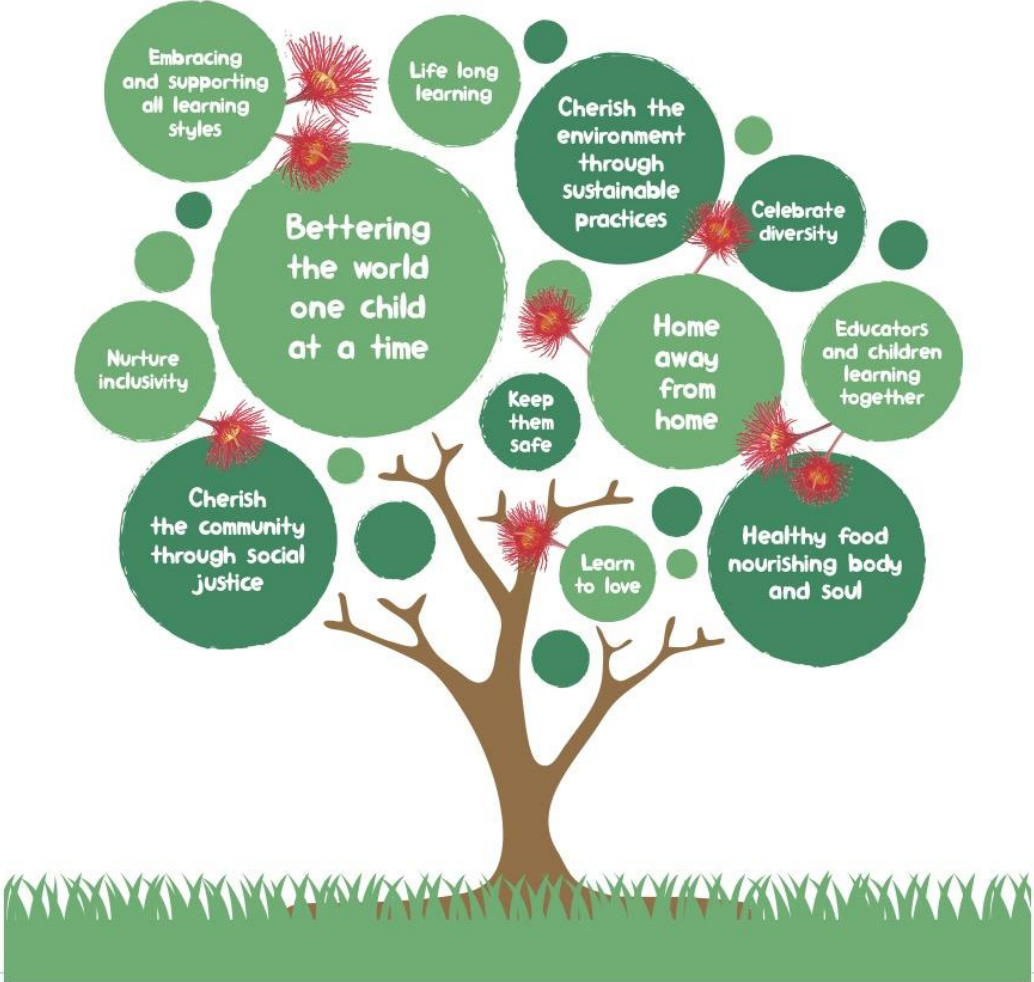 Embracing
and supporting
all learning
styles
Life long
learning
Cherish the
environment
through
sustainable
practices
Celebrate
diversity
Bettering
the world
one child
at a time
Home
away
from
home
Educators
and children
learning
together
Nurture
inclusivity
Keep
them
safe
Cherish
the community
through social
justice
Learn
to love
Healthy food
nourishing body
and soul